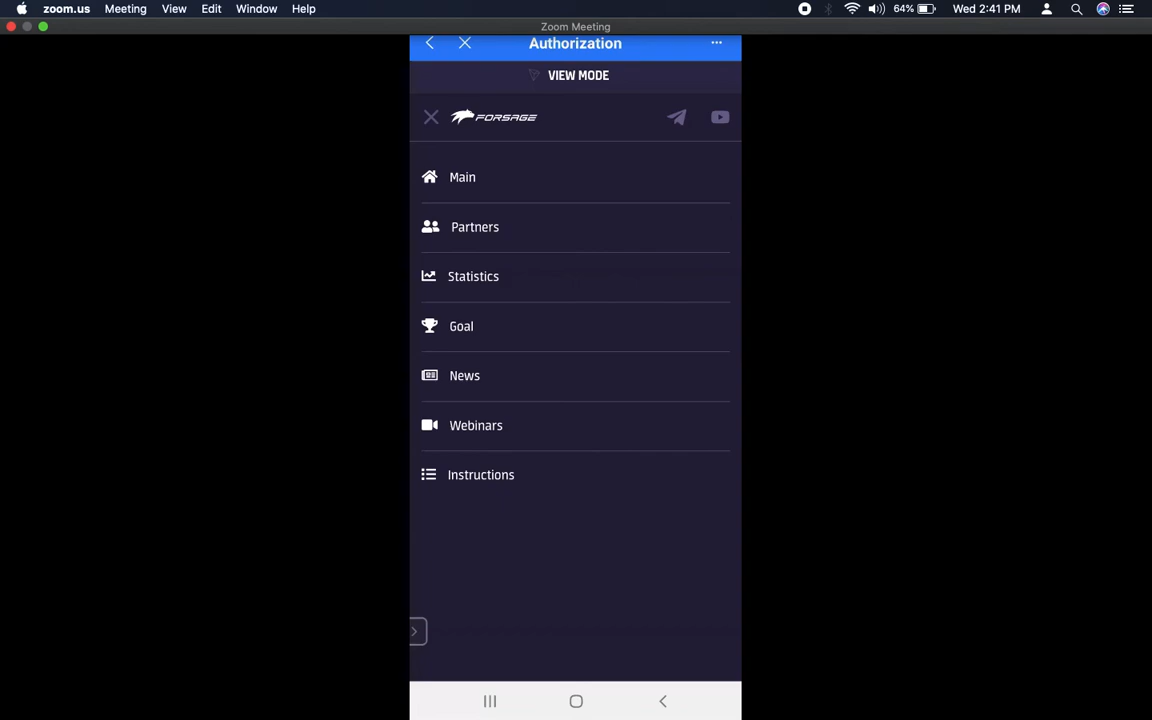 zoom.us Meeting View Edit Window Help 64% Wed 2:41 PM
Zoom Meeting
Authorization
VIEW MODE
FORSAGE
Main
Partners
Statistics
Goal
News
Webinars
Instructions